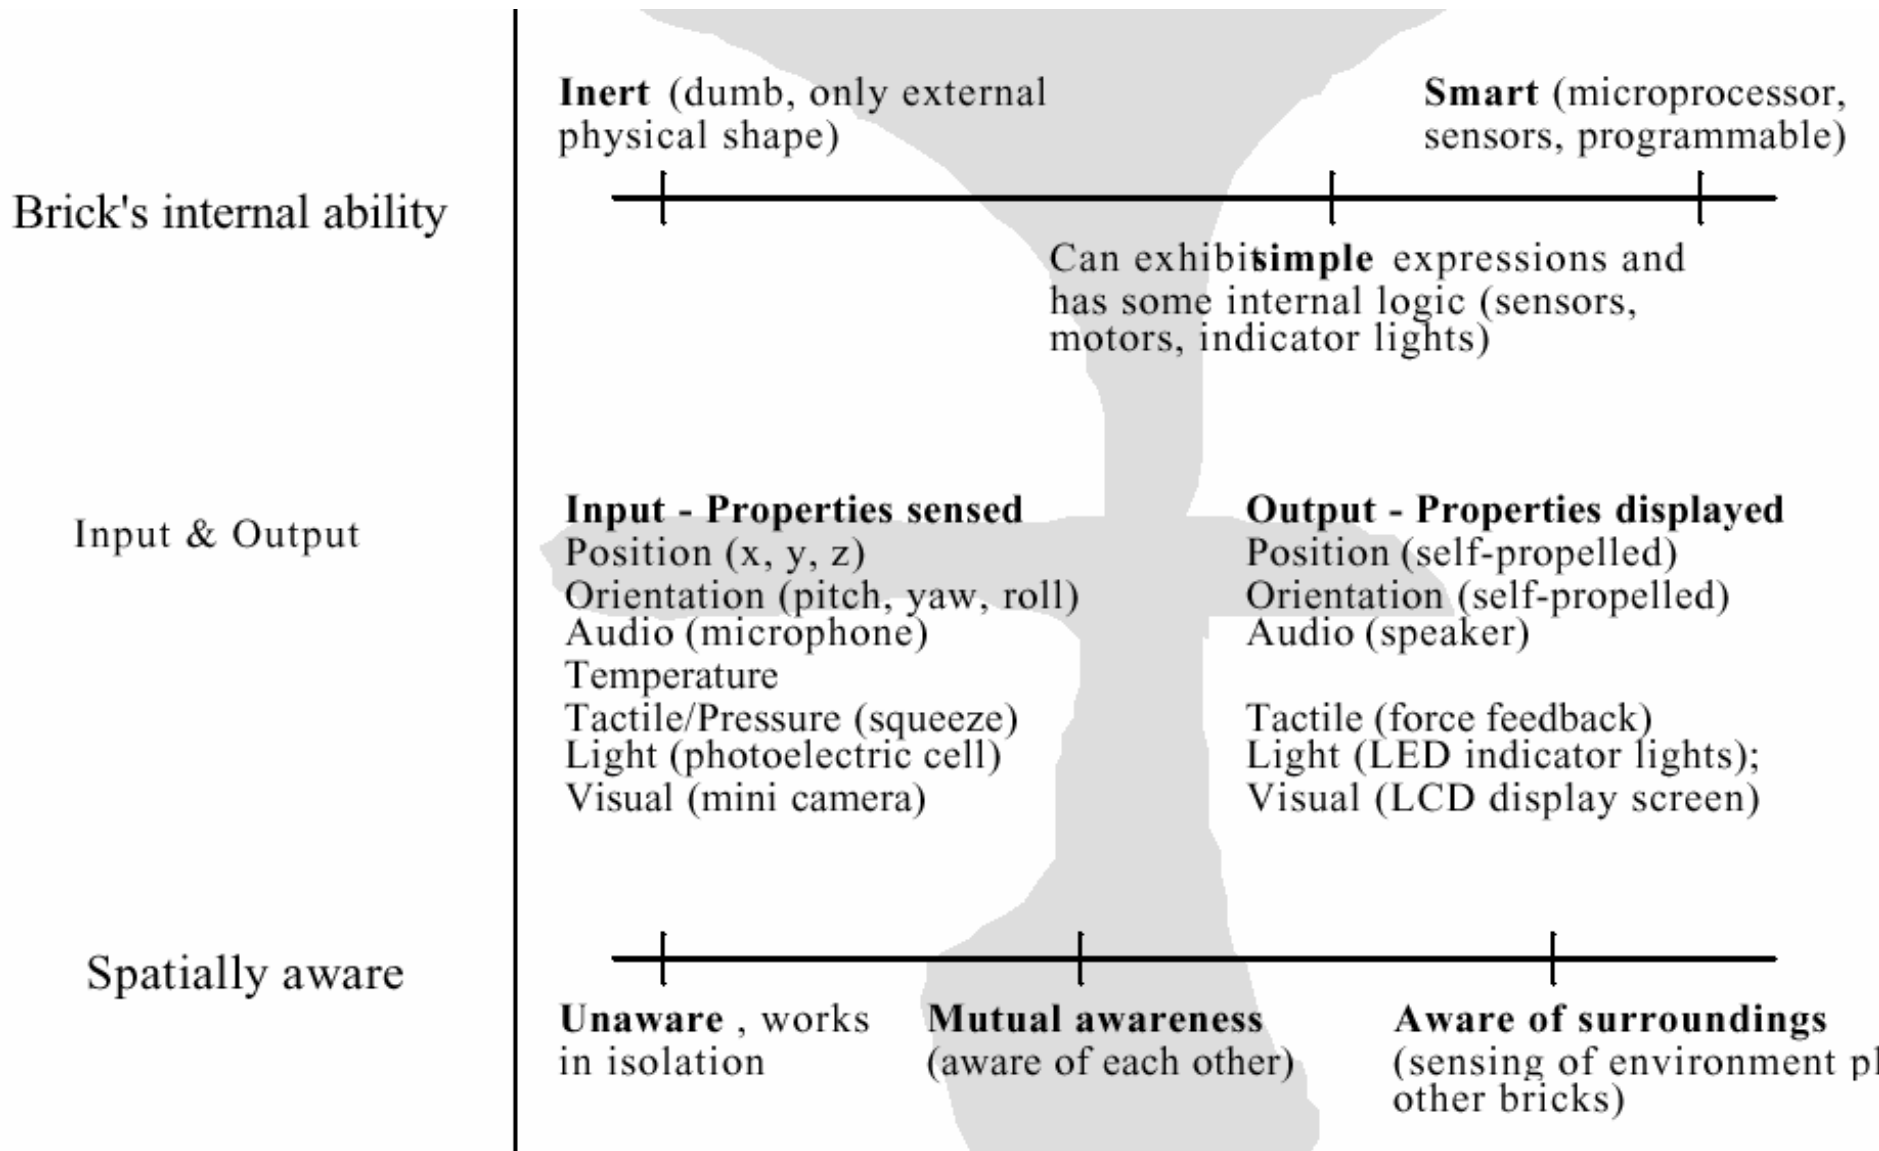 Inert (dumb, only external
physical shape)
Smart (microprocessor,
sensors, programmable)
Brick's internal ability
Can exhibit simple expressions and
has some internal logic (sensors,
motors, indicator lights)
Input & Output
Input - Properties sensed
Position (x, y, z)
Orientation (pitch, yaw, roll)
Audio (microphone)
Temperature
Tactile/Pressure (squeeze)
Light (photoelectric cell)
Visual (mini camera)
Output - Properties displayed
Position (self-propelled)
Orientation (self-propelled)
Audio (speaker)
Tactile (force feedback)
Light (LED indicator lights);
Visual (LCD display screen)
Spatially aware
Unaware , works
in isolation
Mutual awareness
(aware of each other)
Aware of surroundings
(sensing of environment
other bricks)